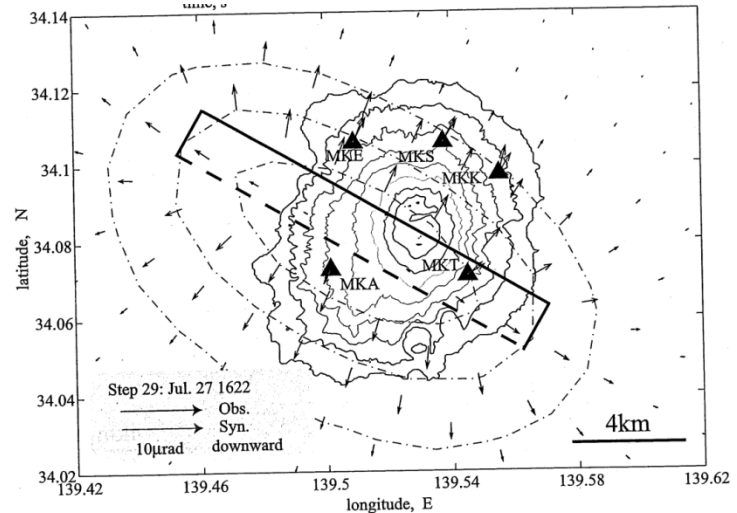 time, s
34.14
34.12
34.1
34.08
34.06
34.04
34.02
latitude, N
MKE
MKS
MKK
MKA
MKT
Step 29: Jul. 27 1622
Obs.
Syn.
10μrad downward
4km
139.42
139.46
139.5
139.54
139.58
139.62
longitude, E